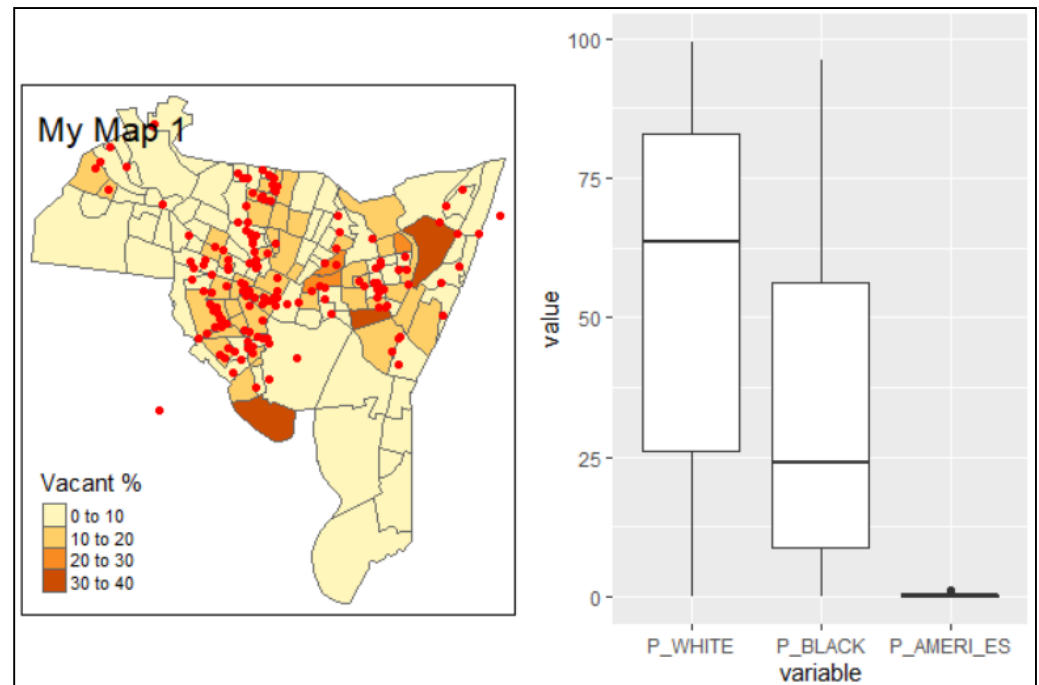 My Map 1
Vacant %
0 to 10
10 to 20
20 to 30
30 to 40
value
100
75
50
25
0
P_WHITE P_BLACK P_AMERI_ES
variable